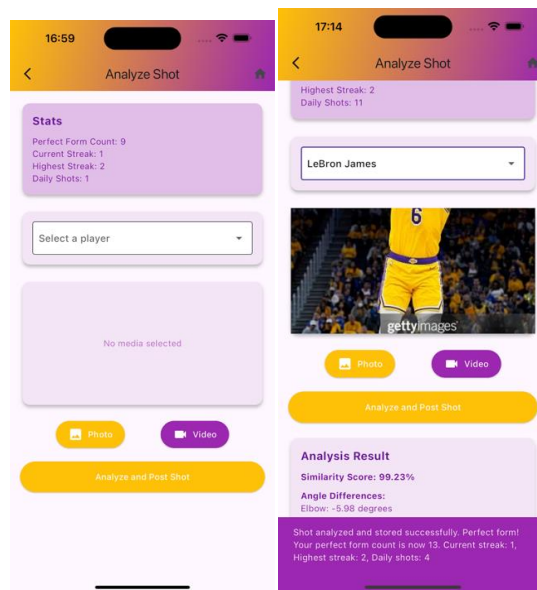 16:59
Analyze Shot
Stats
Perfect Form Count: 9
Current Streak: 1
Highest Streak: 2
Daily Shots: 1
Select a player
No media selected
Photo
Video
Analyze and Post Shot
17:14
Analyze Shot
Highest Streak: 2
Daily Shots: 11
LeBron James
6
gettyimages
Photo
Video
Analyze and Post Shot
Analysis Result
Similarity Score: 99.23%
Angle Differences:
Elbow: -5.98 degrees
Shot analyzed and stored successfully. Perfect form!
Your perfect form count is now 13. Current streak: 1,
Highest streak: 2, Daily shots: 4